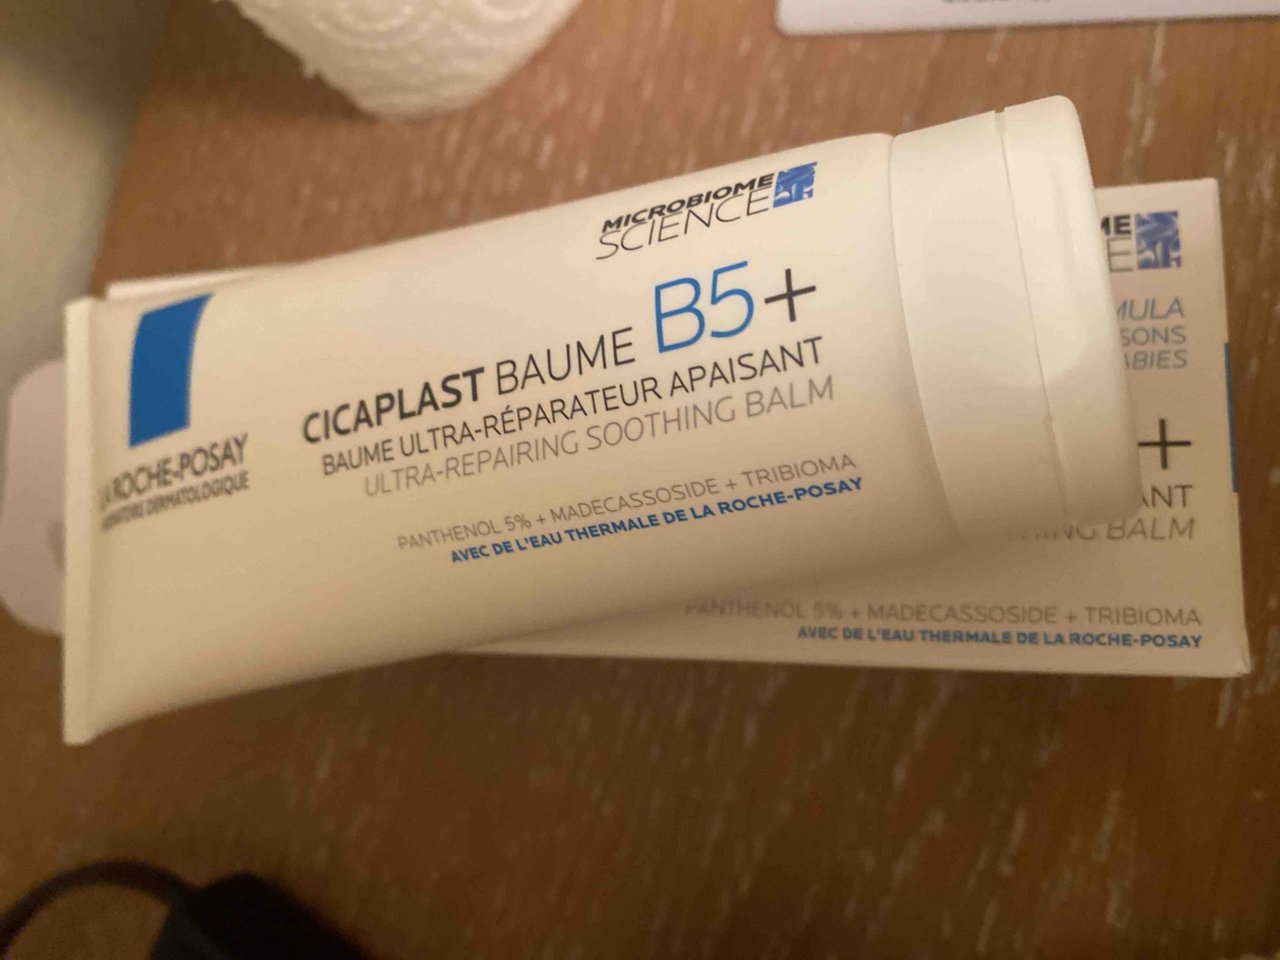 MICROBIOME
SCIENCE
CICAPLAST BAUME B5+
BAUME ULTRA-RÉPARATEUR APAISANT
ULTRA-REPAIRING SOOTHING BALM
PANTHENOL 5% + MADECASSOSIDE + TRIBIOMA
AVEC DE L'EAU THERMALE DE LA ROCHE-POSAY
LA ROCHE-POSAY
LABORATOIRE DERMATOLOGIQUE
ME
E
MULA
SONS
ABIES
+
ANT
ING BALM
PANTHENOL 5% + MADECASSOSIDE + TRIBIOMA
AVEC DE L'EAU THERMALE DE LA ROCHE-POSAY